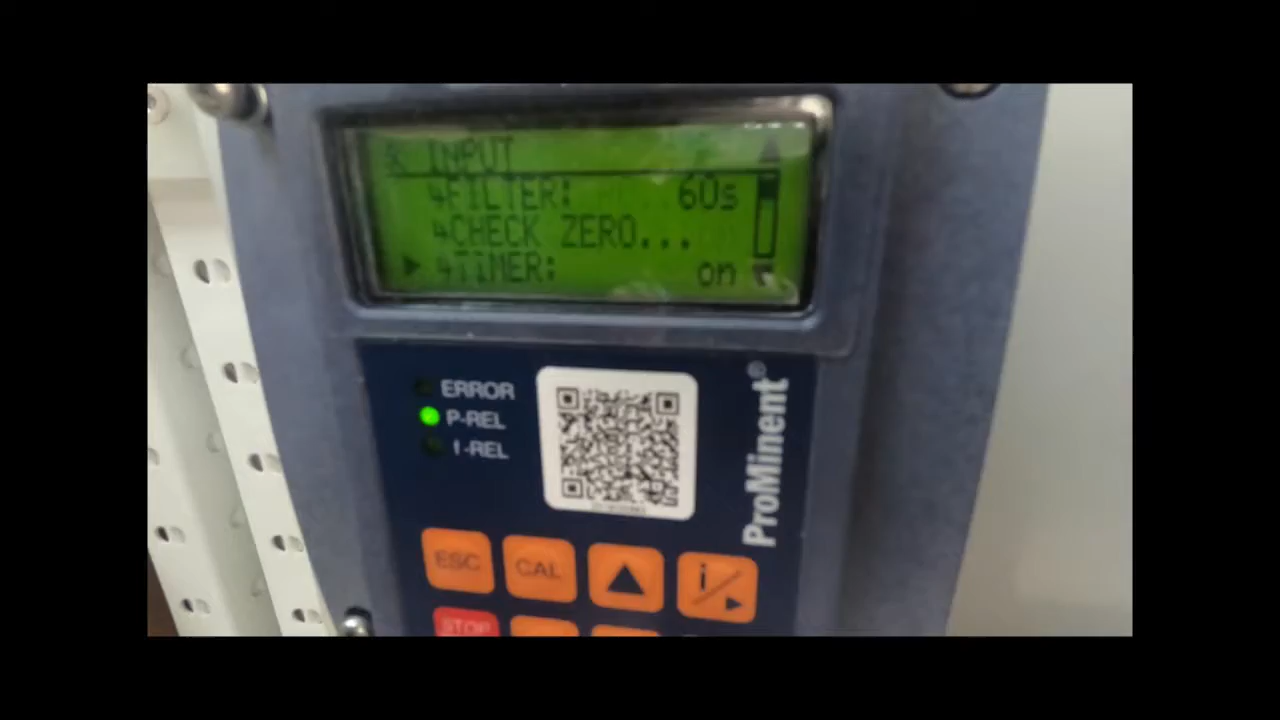 INPUT
FILTER: 60s
CHECK ZERO...
TIMER: on
ERROR
P-REL
f-REL
ProMinent®
ESC CAL i
STOP